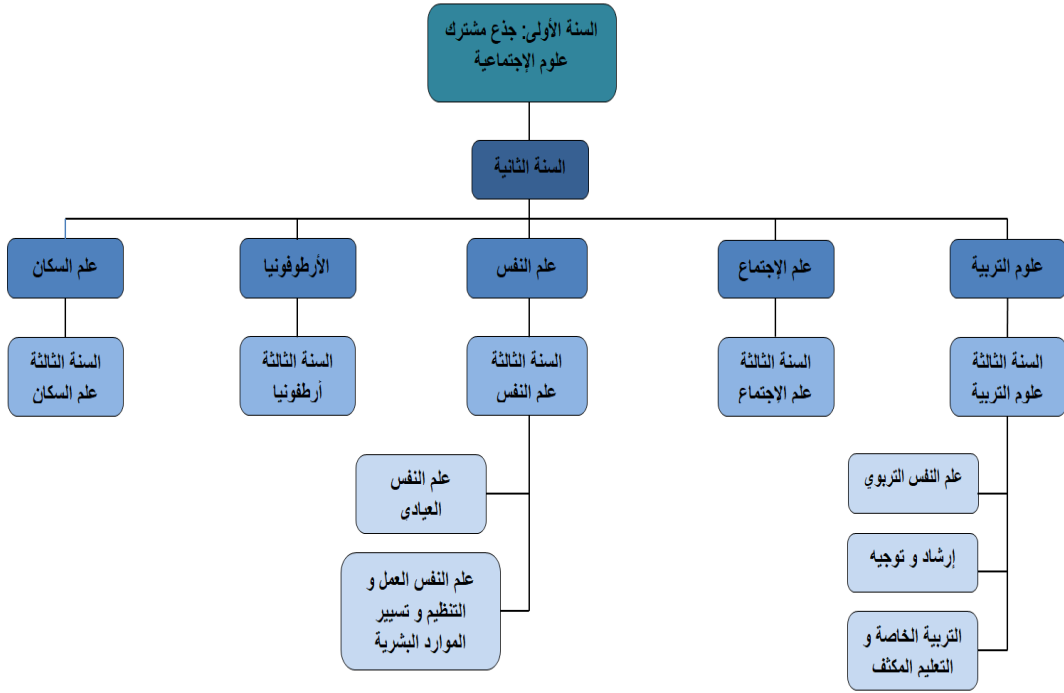 السنة الأولى: جذع مشترك
علوم الإجتماعية
السنة الثانية
علوم التربية
علم الإجتماع
علم النفس
الأرطوفونيا
علم السكان
السنة الثالثة
علوم التربية
السنة الثالثة
علم الإجتماع
السنة الثالثة
علم النفس
السنة الثالثة
أرطفونيا
السنة الثالثة
علم السكان
علم النفس التربوي
إرشاد و توجيه
التربية الخاصة و
التعليم المكثف
علم النفس
العيادى
علم النفس العمل و
التنظيم و تسيير
الموارد البشرية